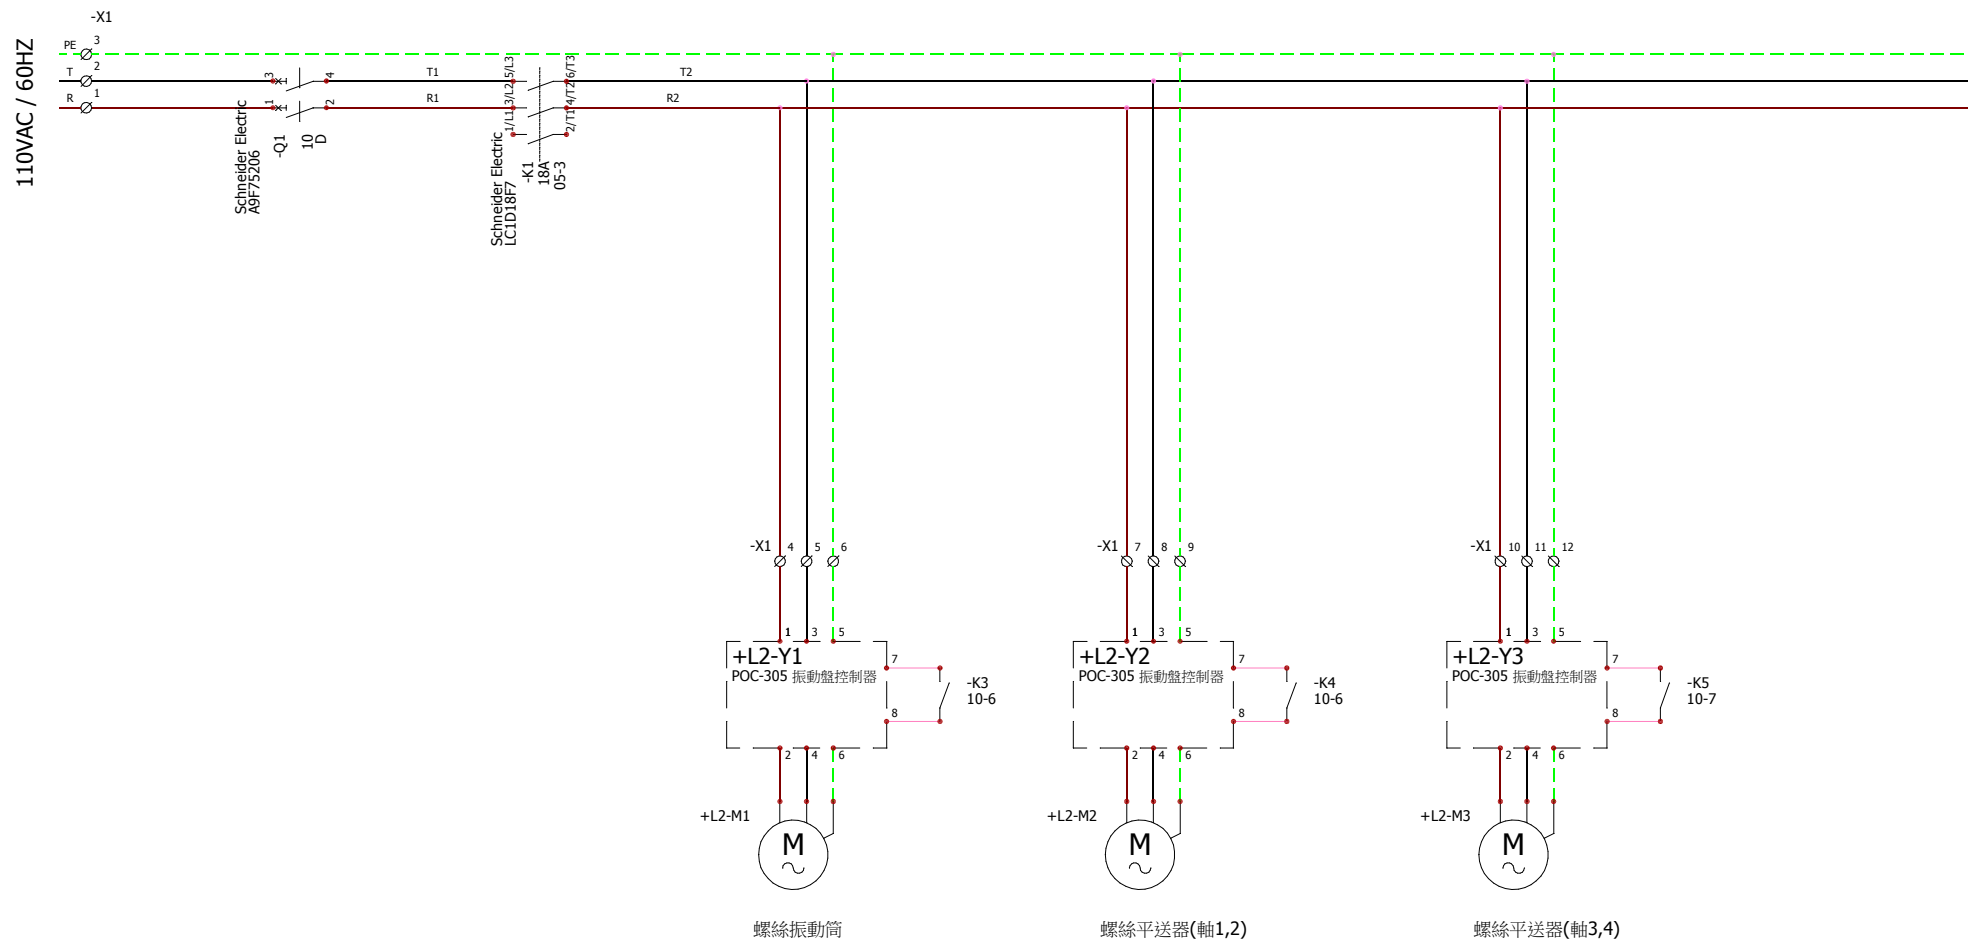 -X1
110VAC / 60HZ
PE
3
T
2
R
1
3
4
1
2
Schneider Electric
A9F75206
-Q1
10
D
T1
R1
5/L3
6/T3
3/L2
4/T2
1/L1
2/T1
Schneider Electric
LC1D18F7
-K1
18A
05-3
T2
R2
-X1
4
5
6
-X1
7
8
9
-X1
10
11
12
1
3
5
+L2-Y1
POC-305 振動盤控制器
7
8
-K3
10-6
2
4
6
1
3
5
+L2-Y2
POC-305 振動盤控制器
7
8
-K4
10-6
2
4
6
1
3
5
+L2-Y3
POC-305 振動盤控制器
7
8
-K5
10-7
2
4
6
+L2-M1
M
+L2-M2
M
+L2-M3
M
螺絲振動筒
螺絲平送器(軸1,2)
螺絲平送器(軸3,4)